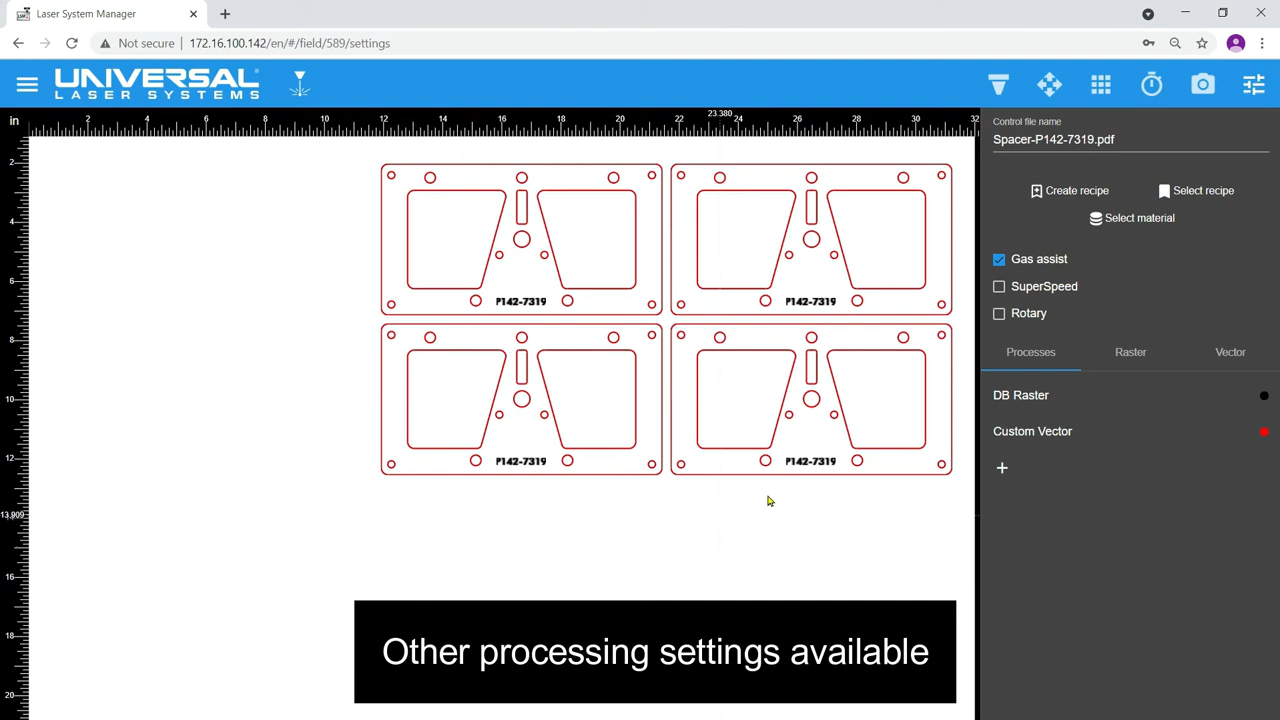 Laser System Manager
Not secure 172.16.100.142/en/#/field/589/settings
UNIVERSAL
LASER SYSTEMS
in
2 4 6 8 10 12 14 16 18 20 22 23.380 24 26 28 30 32
2
4
6
8
10
12
13.909
16
18
20
P142-7319
P142-7319
P142-7319
P142-7319
Control file name
Spacer-P142-7319.pdf
Create recipe
Select recipe
Select material
Gas assist
SuperSpeed
Rotary
Processes
Raster
Vector
DB Raster
Custom Vector
Other processing settings available